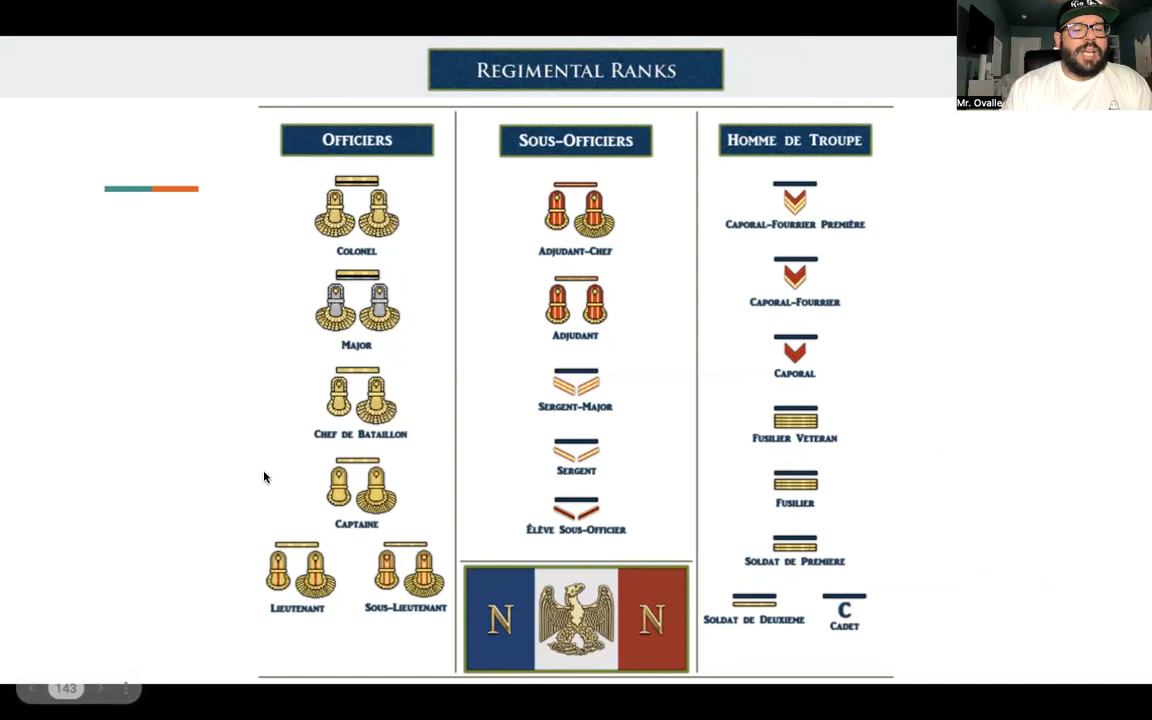 REGIMENTAL RANKS
Rio
Mr. Ovalle
OFFICIERS
COLONEL
MAJOR
CHEF DE BATAILLON
CAPTAINE
LIEUTENANT
SOUS-LIEUTENANT
SOUS-OFFICIERS
ADJUDANT-CHEF
ADJUDANT
SERGENT-MAJOR
SERGENT
ÉLÈVE SOUS-OFFICIER
N
N
HOMME DE TROUPE
CAPORAL-FOURRIER PREMIÈRE
CAPORAL-FOURRIER
CAPORAL
FUSILIER VETERAN
FUSILIER
SOLDAT DE PREMIERE
SOLDAT DE DEUXIEME
C
CADET
143